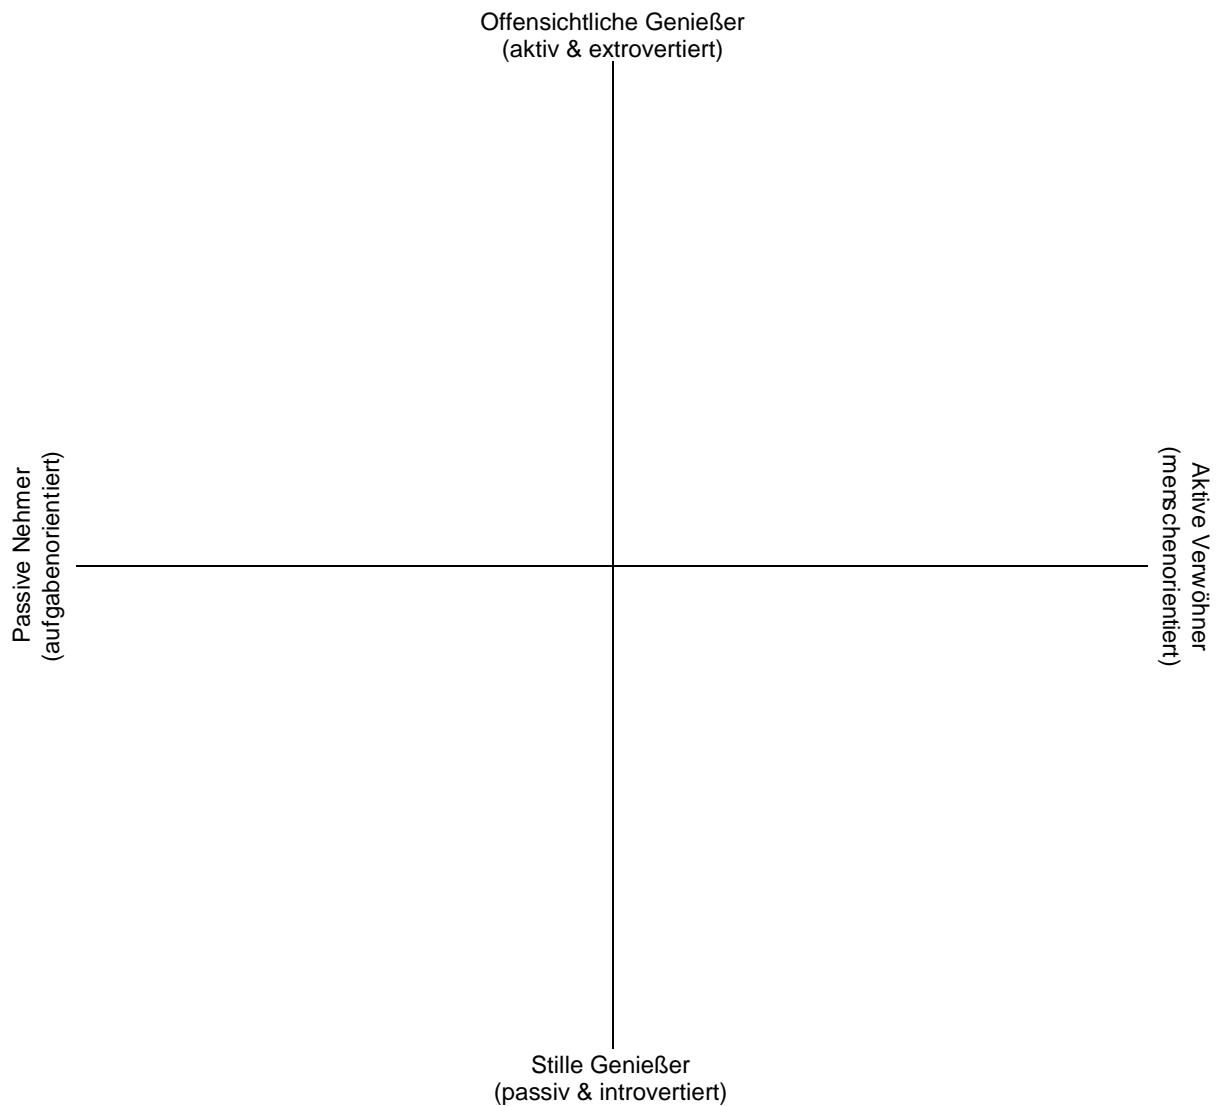 Offensichtliche Genießer
(aktiv & extrovertiert)
Passive Nehmer
(aufgabenorientiert)
Aktive Verwöhner
(menschenorientiert)
Stille Genießer
(passiv & introvertiert)